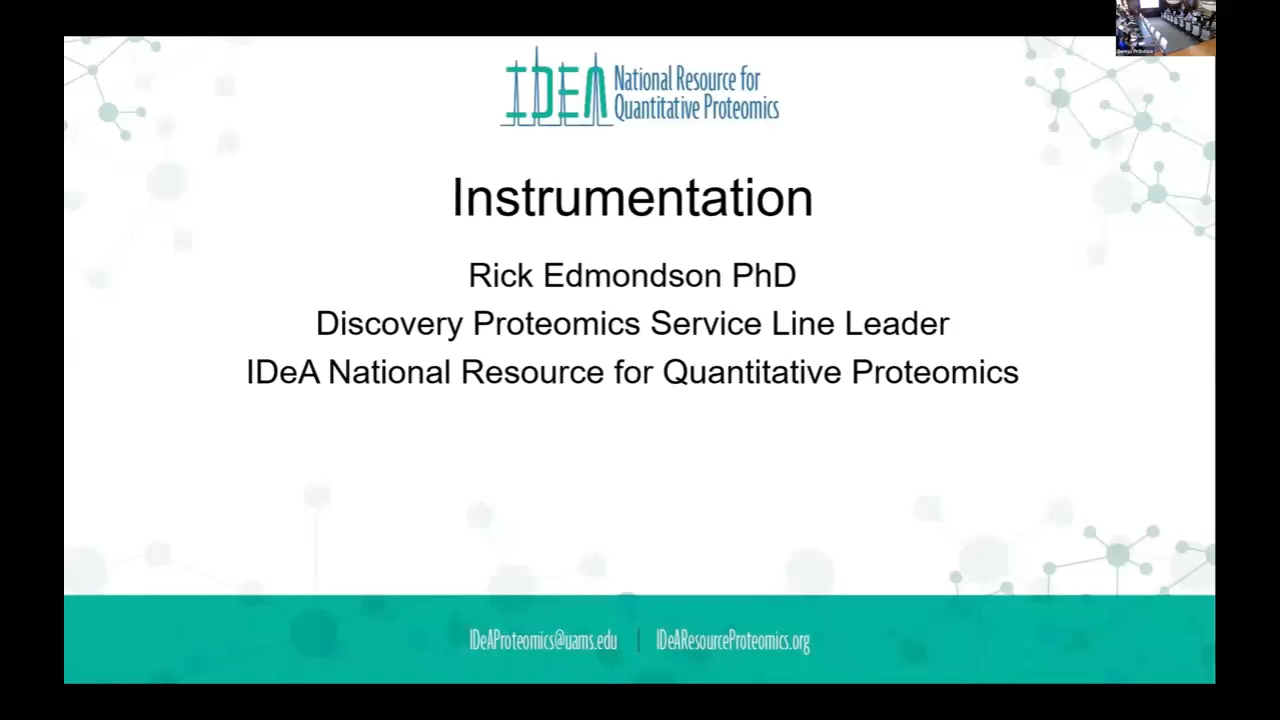 IDEA National Resource for
Quantitative Proteomics
Instrumentation
Rick Edmondson PhD
Discovery Proteomics Service Line Leader
IDeA National Resource for Quantitative Proteomics
IDeAProteomics@uams.edu | IDeAResourceProteomics.org